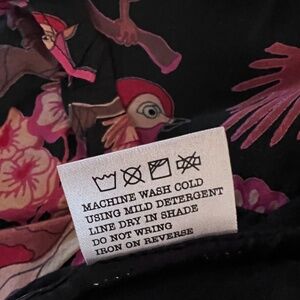 MACHINE WASH COLD
USING MILD DETERGENT
LINE DRY IN SHADE
DO NOT WRING
IRON ON REVERSE